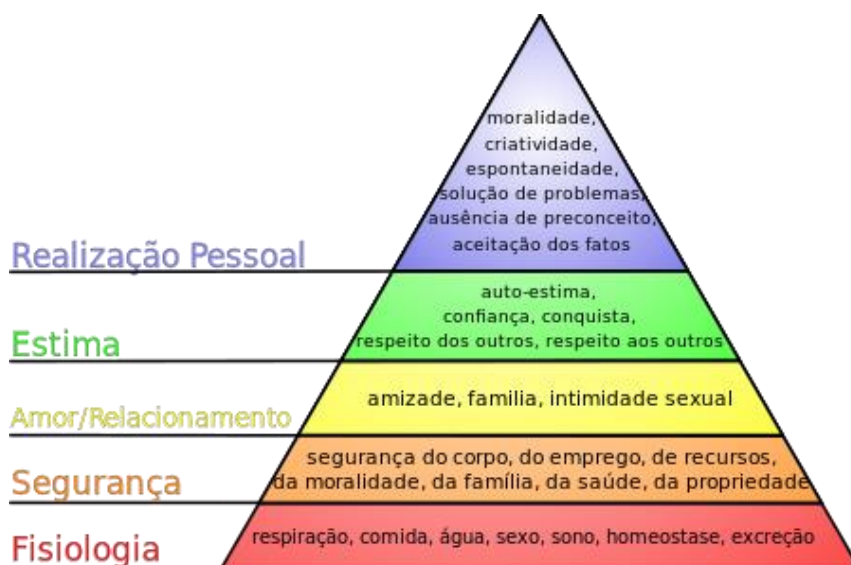 moralidade,
criatividade,
espontaneidade,
solução de problemas,
ausência de preconceito,
aceitação dos fatos
Realização Pessoal
auto-estima,
confiança, conquista,
respeito dos outros, respeito aos outros
Estima
amizade, familia, intimidade sexual
Amor/Relacionamento
segurança do corpo, do emprego, de recursos,
da moralidade, da família, da saúde, da propriedade
Segurança
respiração, comida, água, sexo, sono, homeostase, excreção
Fisiologia